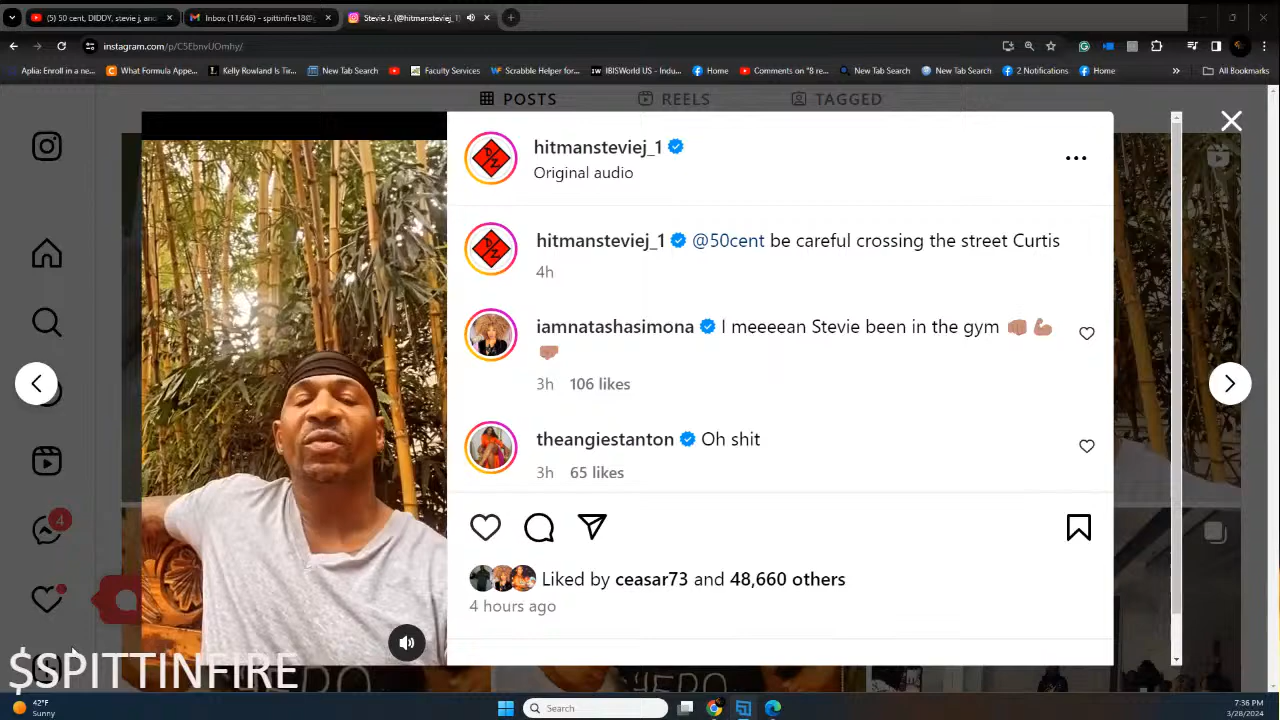 (5) 50 cent, DIDDY, stevie j, and
Inbox (11,646) - spittinfire18@g
Stevie J. (@hitmansteviej_1)
instagram.com/p/C5EbnvUOmhy/
Aplia: Enroll in a ne...
What Formula Appe...
Kelly Rowland Is Tir...
New Tab Search
Faculty Services
Scrabble Helper for...
IBISWorld US - Indu...
Home
Comments on "8 re...
New Tab Search
New Tab Search
2 Notifications
Home
»
All Bookmarks
POSTS
REELS
TAGGED
hitmansteviej_1
Original audio
hitmansteviej_1 @50cent be careful crossing the street Curtis
4h
iamnatashasimona I meeeean Stevie been in the gym 👊🏽💪🏽
🤛🏽
3h 106 likes
theangiestanton Oh shit
3h 65 likes
4
Liked by ceasar73 and 48,660 others
4 hours ago
$SPITTINFIRE
42°F
Sunny
Search
7:36 PM
3/28/2024